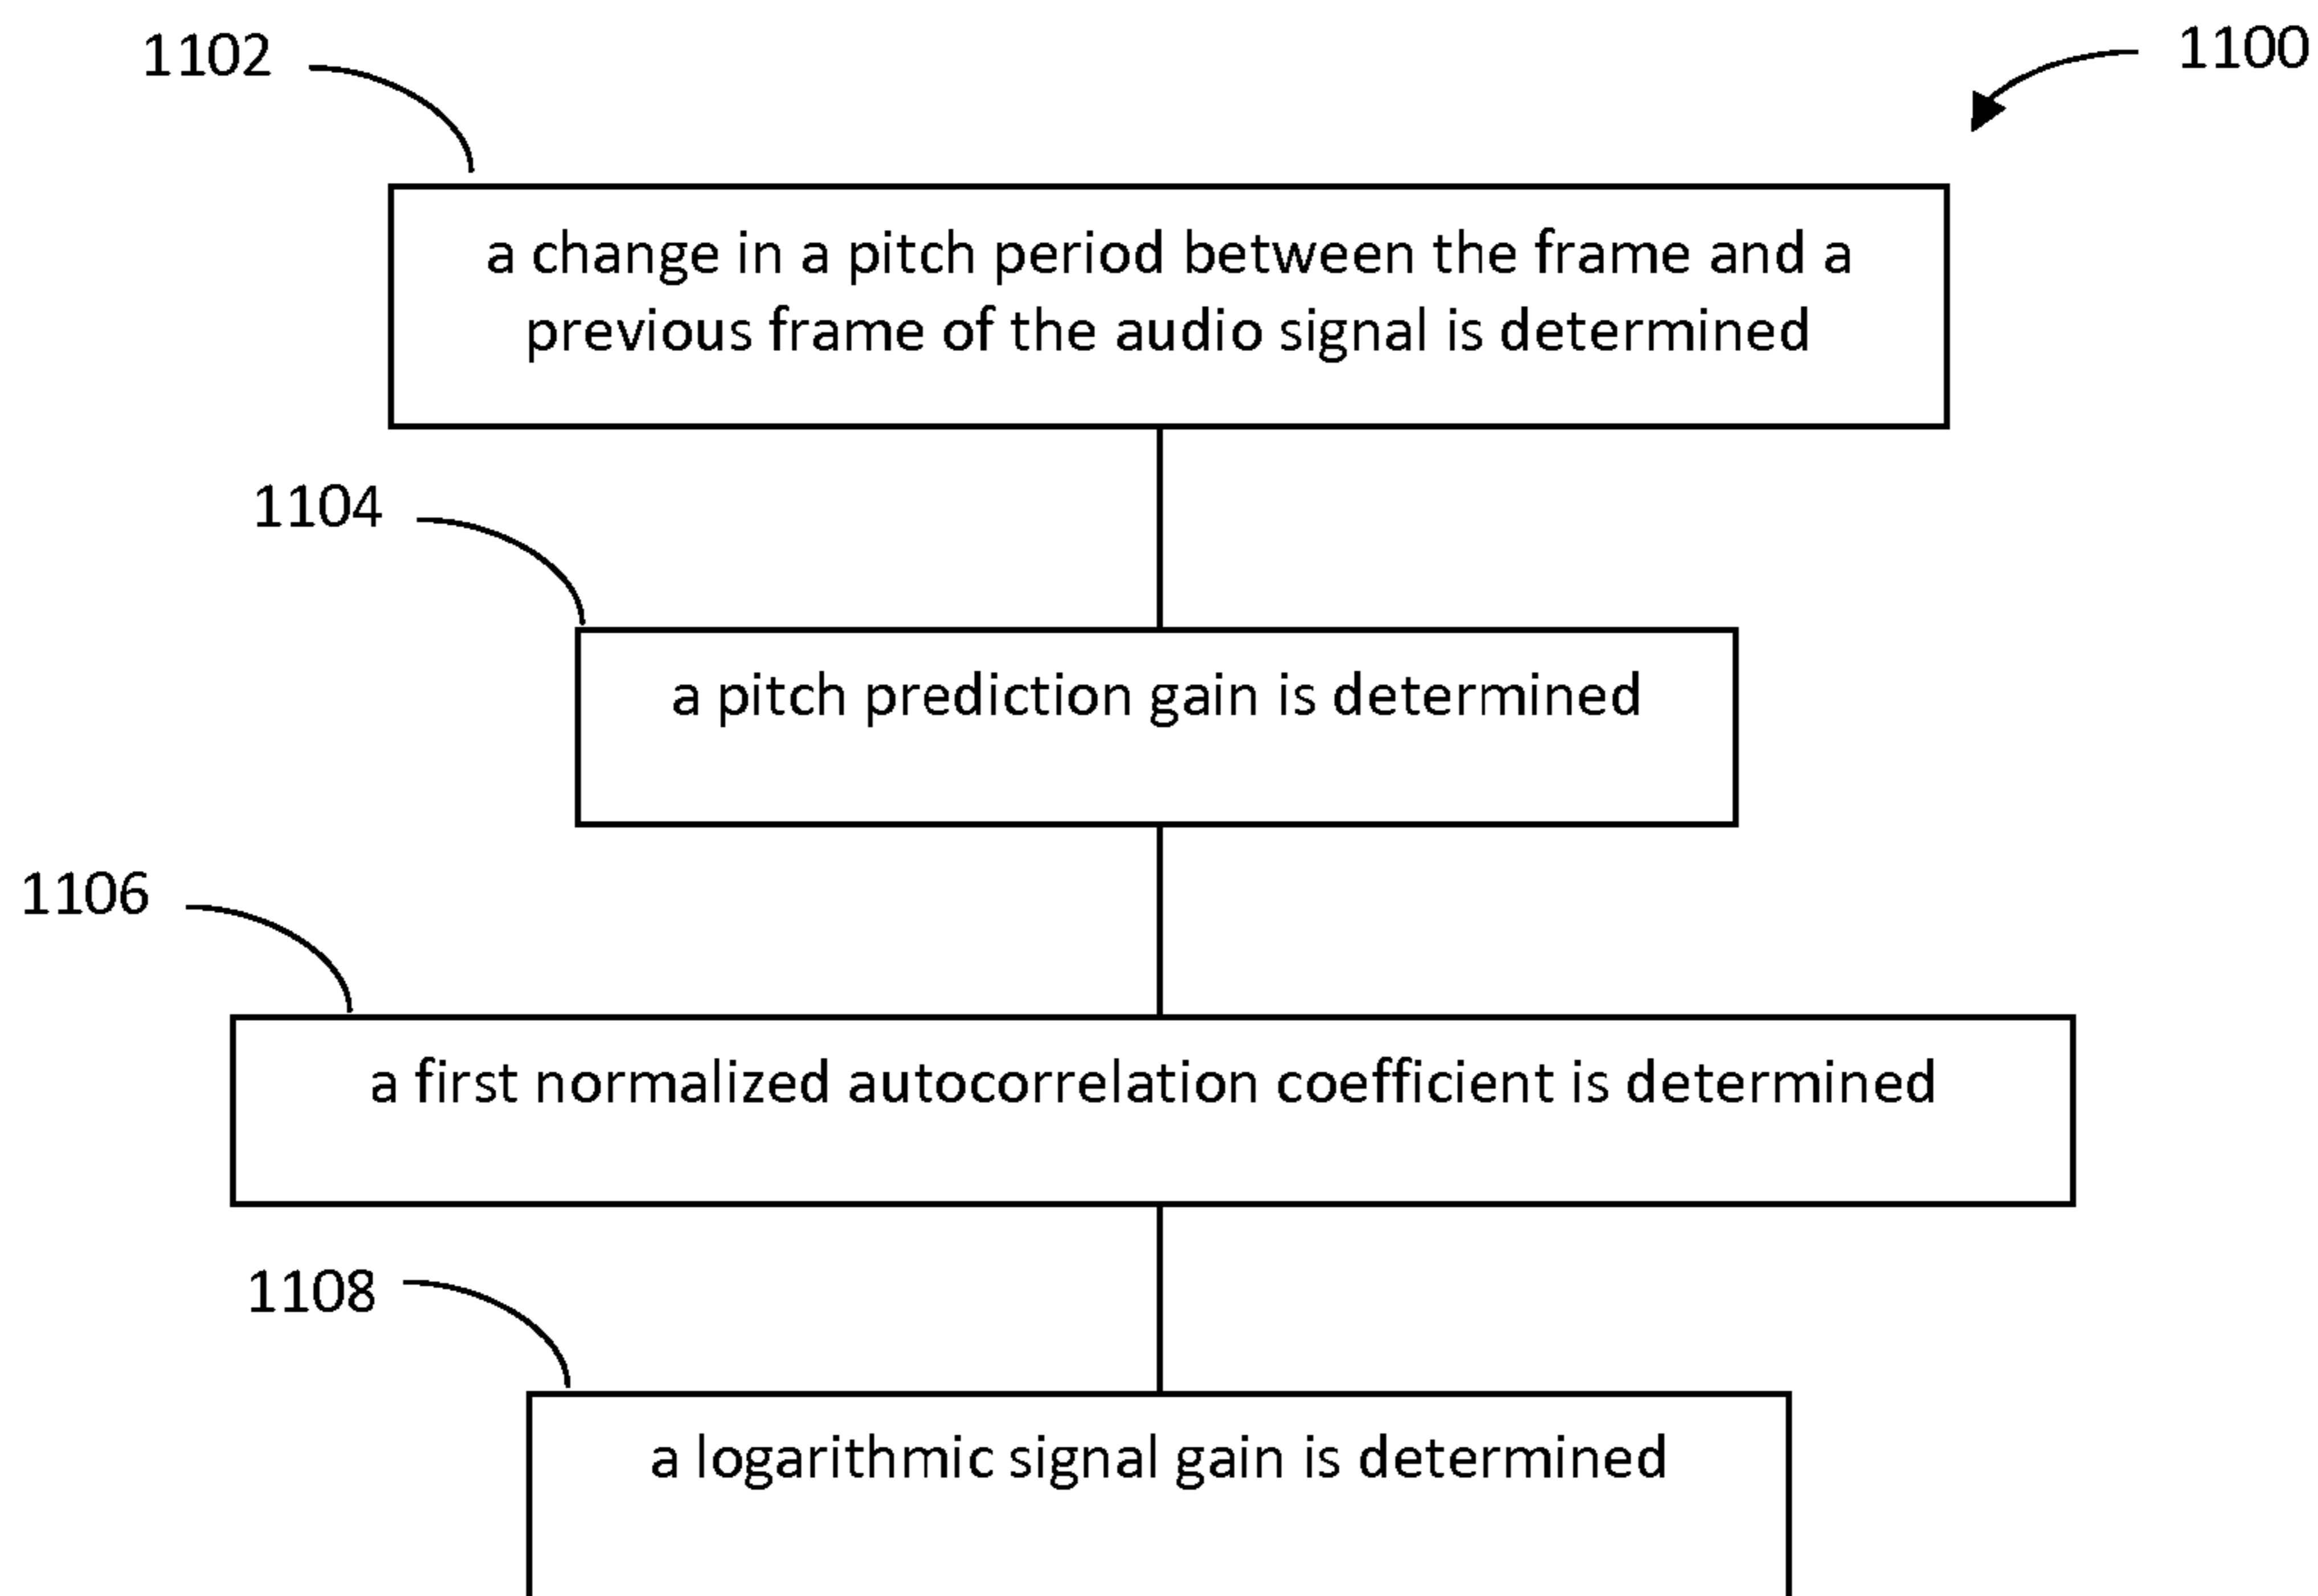 1102
1100
a change in a pitch period between the frame and a
previous frame of the audio signal is determined
1104
a pitch prediction gain is determined
1106
a first normalized autocorrelation coefficient is determined
1108
a logarithmic signal gain is determined